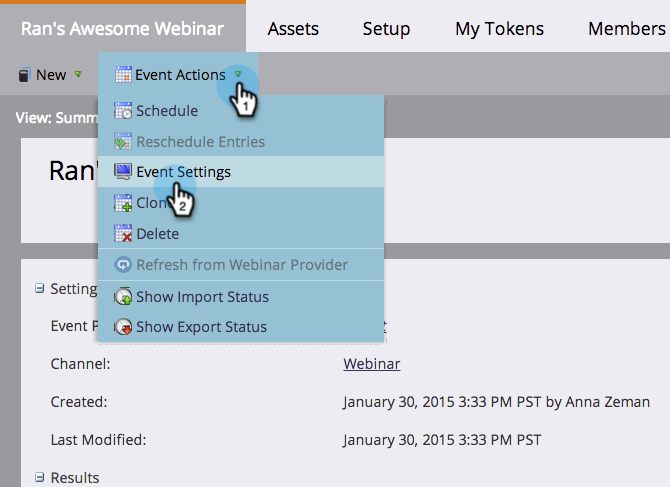 Ran's Awesome Webinar Assets Setup My Tokens Members
New Event Actions
1
Schedule
View: Summ
Reschedule Entries
Ran'
Event Settings
2
Clon
Delete
Refresh from Webinar Provider
Setting
Show Import Status
Event P
Show Export Status
t
Channel: Webinar
Created: January 30, 2015 3:33 PM PST by Anna Zeman
Last Modified: January 30, 2015 3:33 PM PST
Results